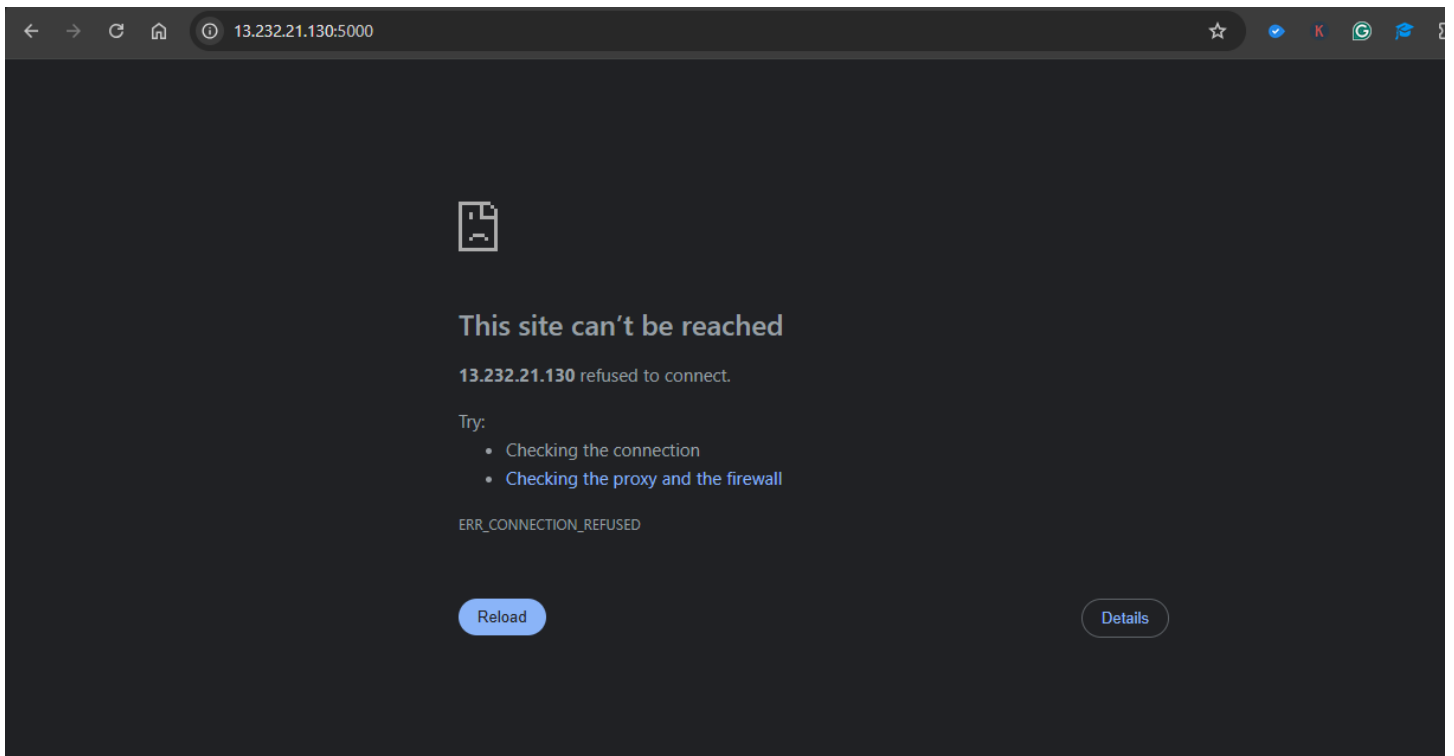 13.232.21.130:5000
K
This site can’t be reached
13.232.21.130 refused to connect.
Try:
Checking the connection
Checking the proxy and the firewall
ERR_CONNECTION_REFUSED
Reload
Details